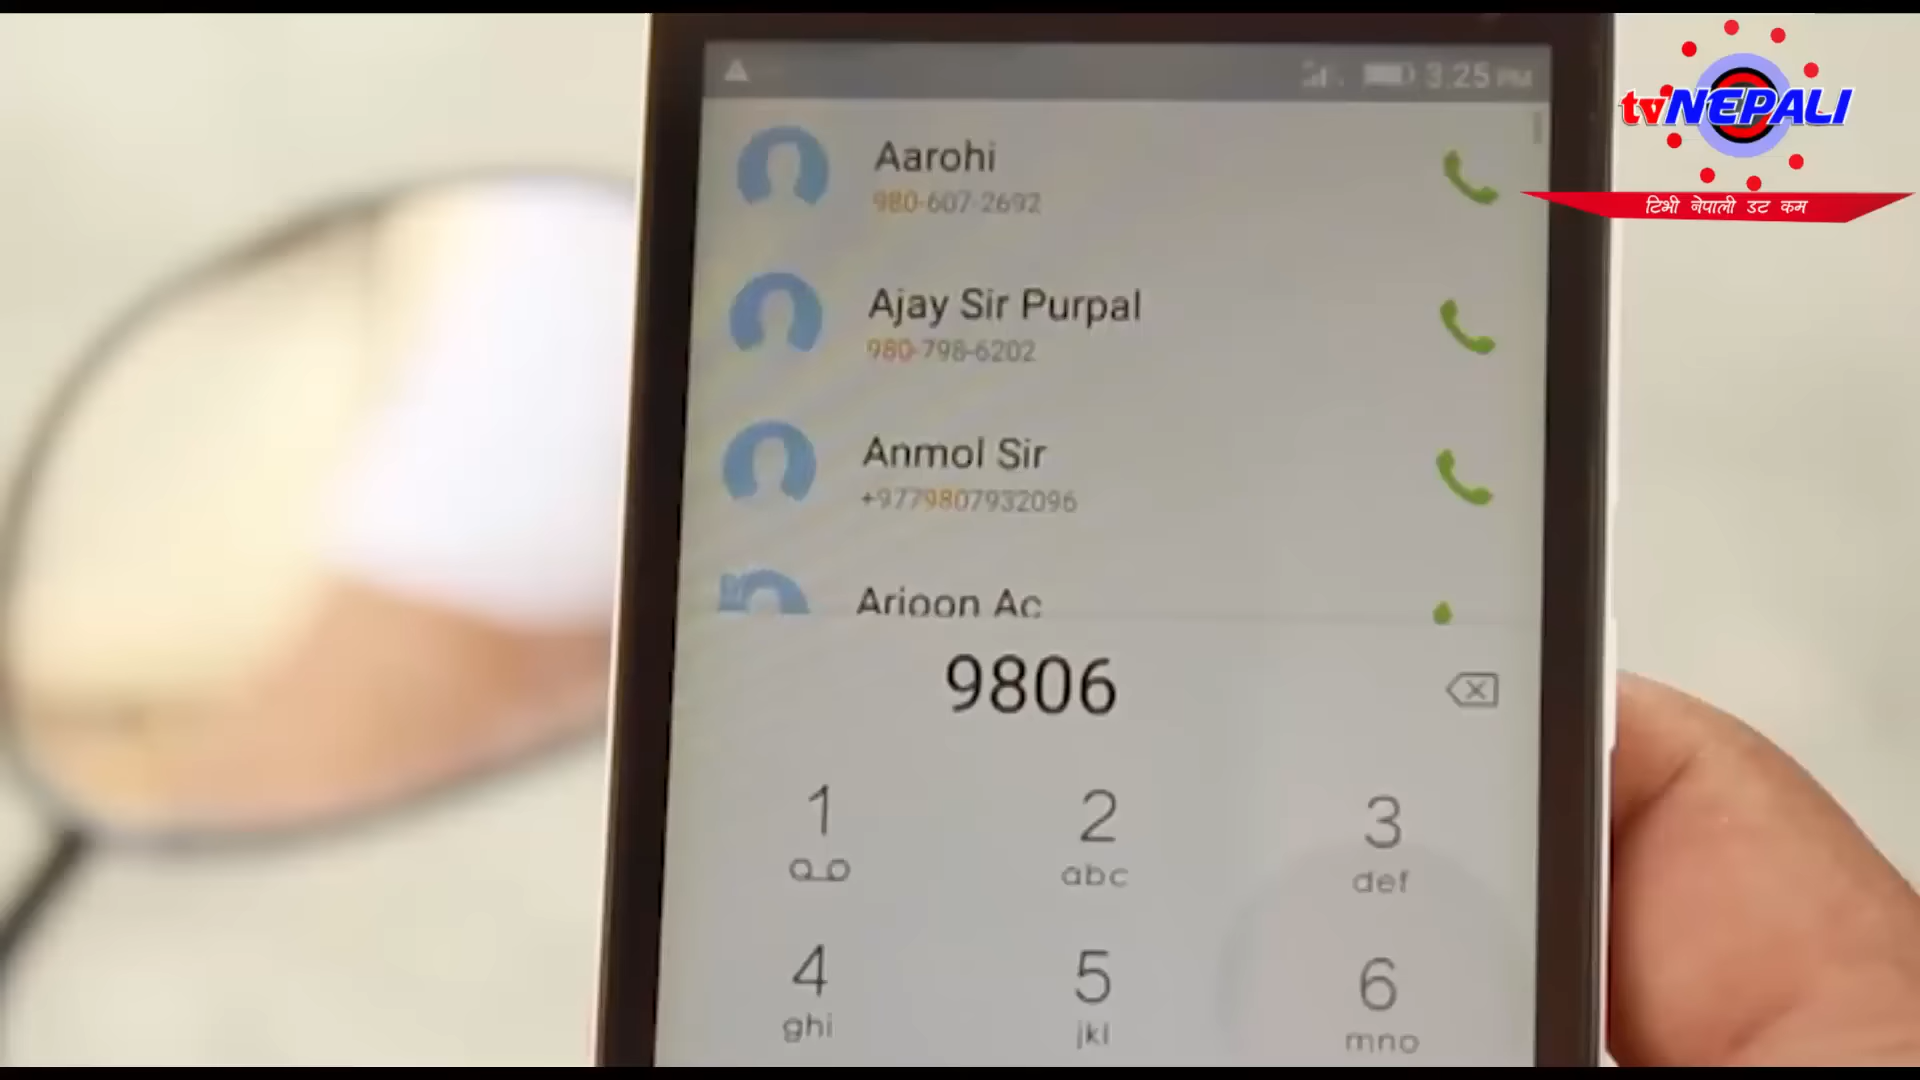 3:25 PM
tvNEPALI
टिभी नेपाली डट कम
Aarohi
980-607-2692
Ajay Sir Purpal
980-798-6202
Anmol Sir
+9779807932096
Arjoon Ac
9806
1 2 3
abc def
4 5 6
ghi jkl mno